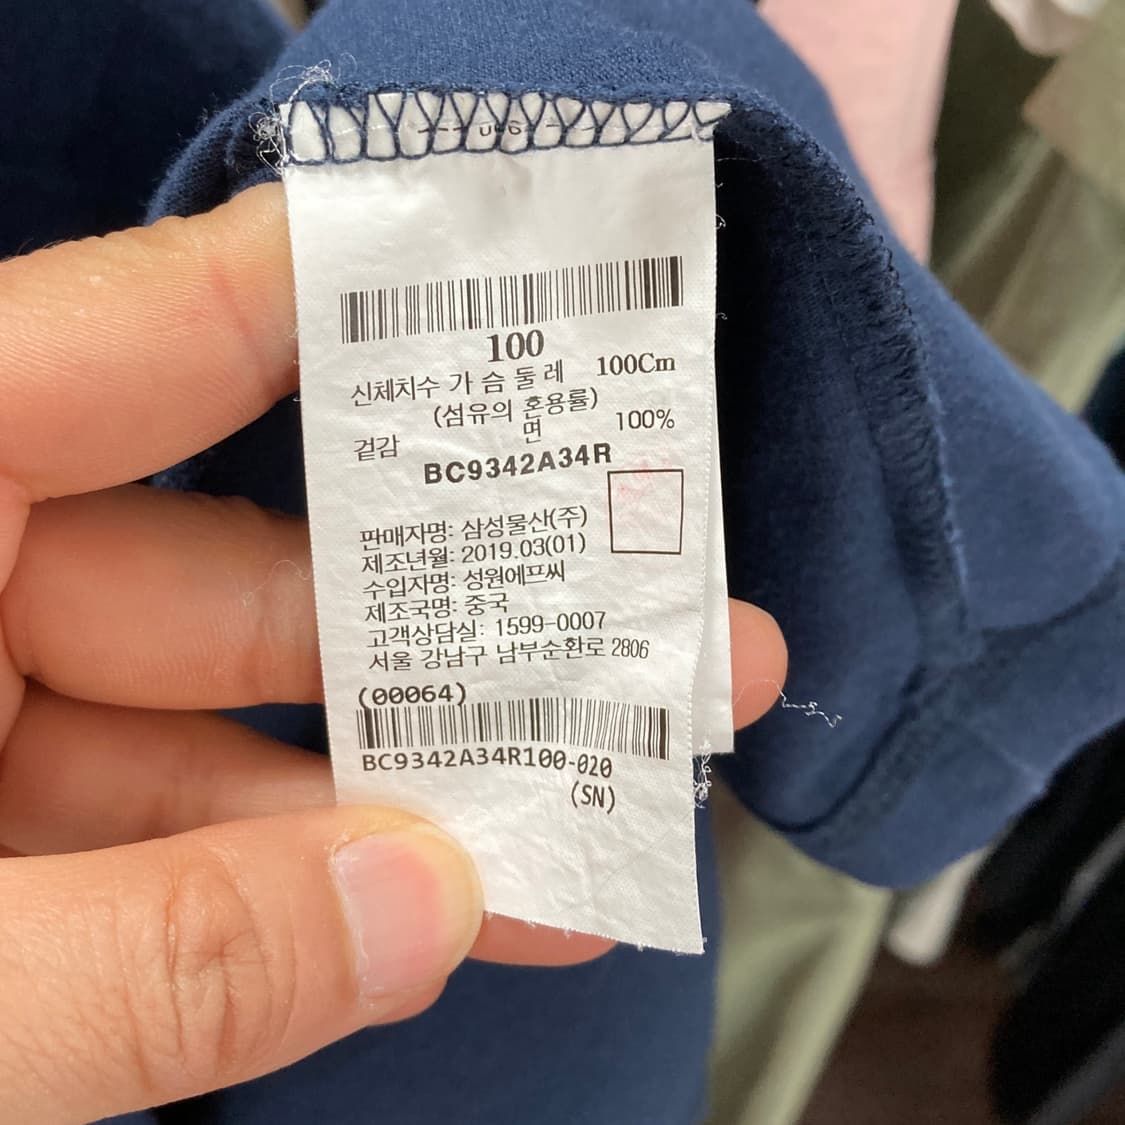 100
신체치수 가 슴 둘 레 100Cm
(섬유의 혼용률)
겉감 면 100%
BC9342A34R
판매자명: 삼성물산(주)
제조년월: 2019.03(01)
수입자명: 성원에프씨
제조국명: 중국
고객상담실: 1599-0007
서울 강남구 남부순환로 2806
(00064)
BC9342A34R100-020
(SN)